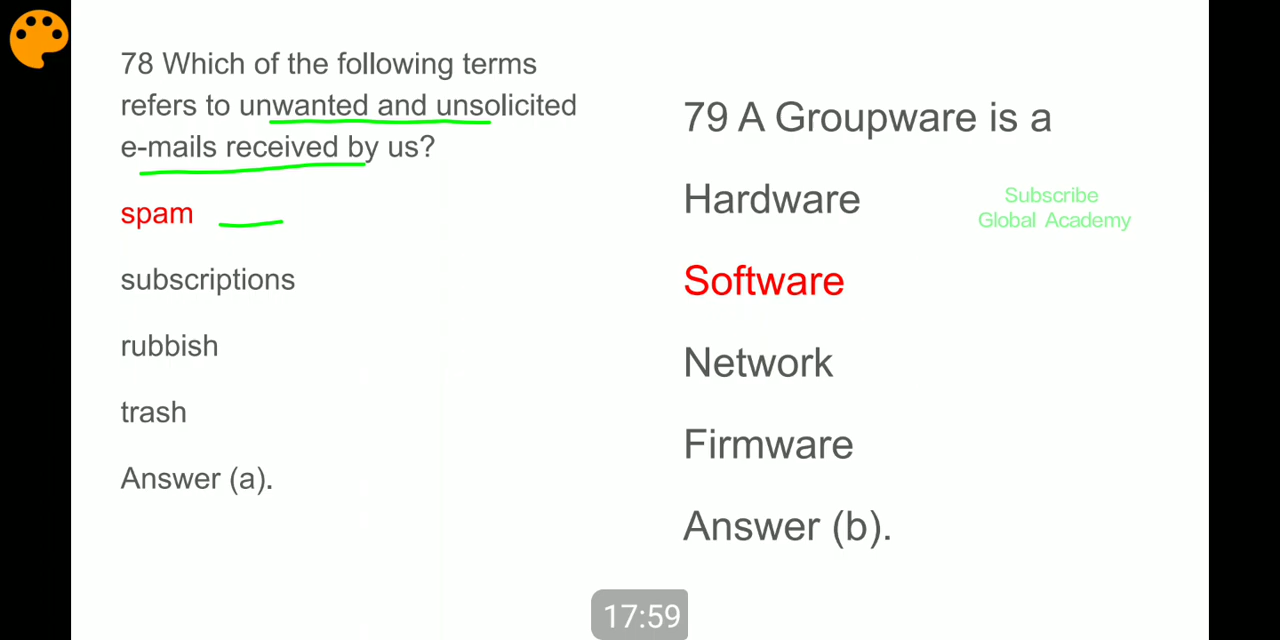 78 Which of the following terms
refers to unwanted and unsolicited
e-mails received by us?
spam
subscriptions
rubbish
trash
Answer (a).
79 A Groupware is a
Hardware
Software
Network
Firmware
Answer (b).
Subscribe
Global Academy
17:59